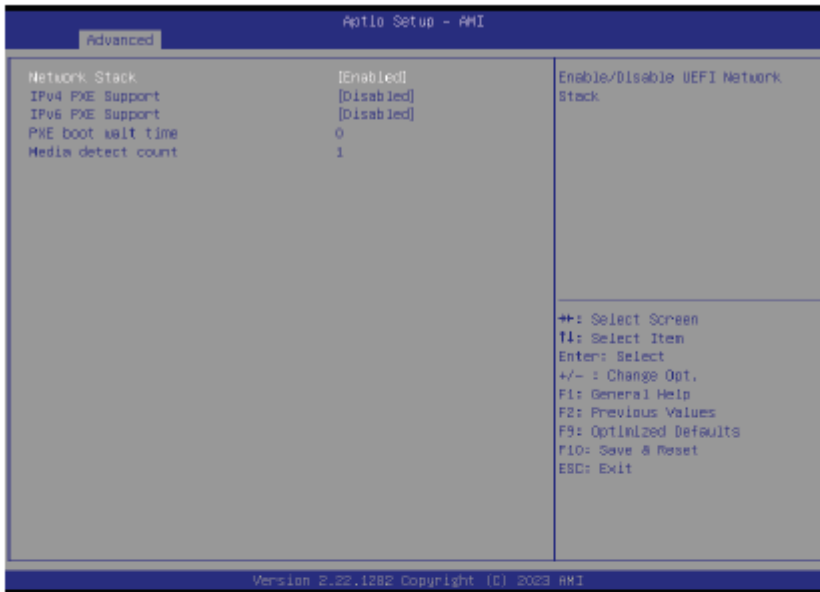 Aptio Setup - AMI
Advanced
Network Stack [Enabled]
IPv4 PXE Support [Disabled]
IPv6 PXE Support [Disabled]
PXE boot wait time 0
Media detect count 1
Enable/Disable UEFI Network
Stack
→←: Select Screen
↑↓: Select Item
Enter: Select
+/- : Change Opt.
F1: General Help
F2: Previous Values
F9: Optimized Defaults
F10: Save & Reset
ESC: Exit
Version 2.22.1282 Copyright (C) 2023 AMI